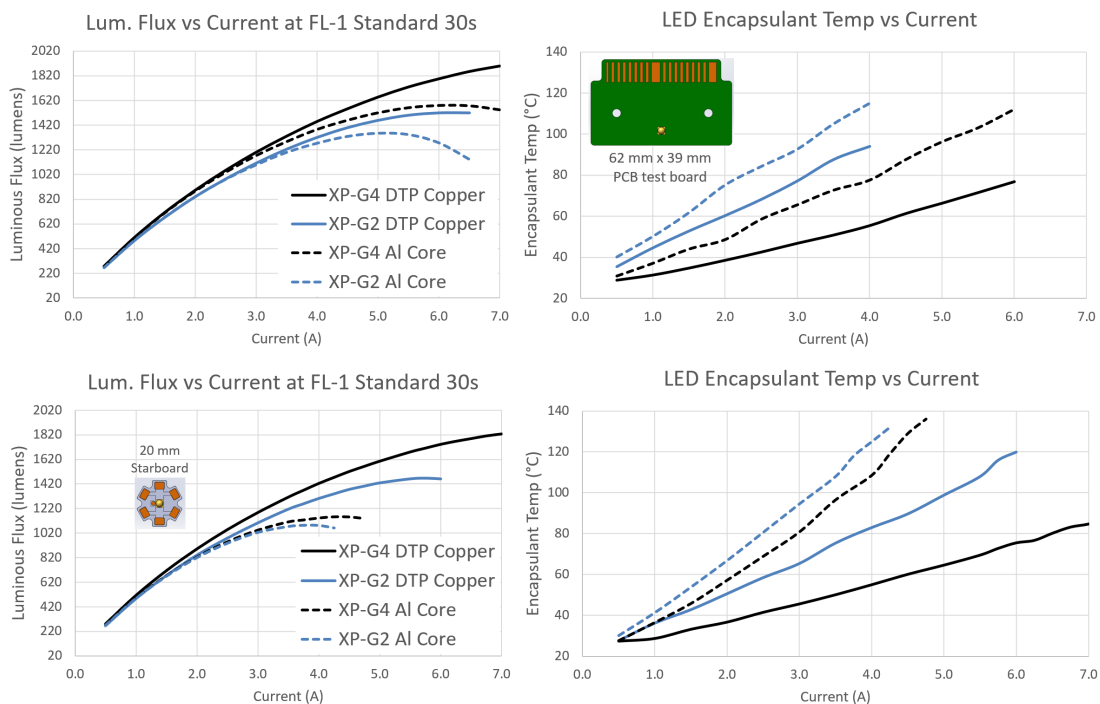 Lum. Flux vs Current at FL-1 Standard 30s
Luminous Flux (lumens)
2020
1820
1620
1420
1220
1020
820
620
420
220
20
0.0 1.0 2.0 3.0 4.0 5.0 6.0 7.0
Current (A)
XP-G4 DTP Copper
XP-G2 DTP Copper
XP-G4 Al Core
XP-G2 Al Core
LED Encapsulant Temp vs Current
Encapsulant Temp (°C)
140
120
100
80
60
40
20
0.0 1.0 2.0 3.0 4.0 5.0 6.0 7.0
Current (A)
62 mm x 39 mm
PCB test board
Lum. Flux vs Current at FL-1 Standard 30s
Luminous Flux (lumens)
2020
1820
1620
1420
1220
1020
820
620
420
220
20
0.0 1.0 2.0 3.0 4.0 5.0 6.0 7.0
Current (A)
20 mm
Starboard
XP-G4 DTP Copper
XP-G2 DTP Copper
XP-G4 Al Core
XP-G2 Al Core
LED Encapsulant Temp vs Current
Encapsulant Temp (°C)
140
120
100
80
60
40
20
0.0 1.0 2.0 3.0 4.0 5.0 6.0 7.0
Current (A)